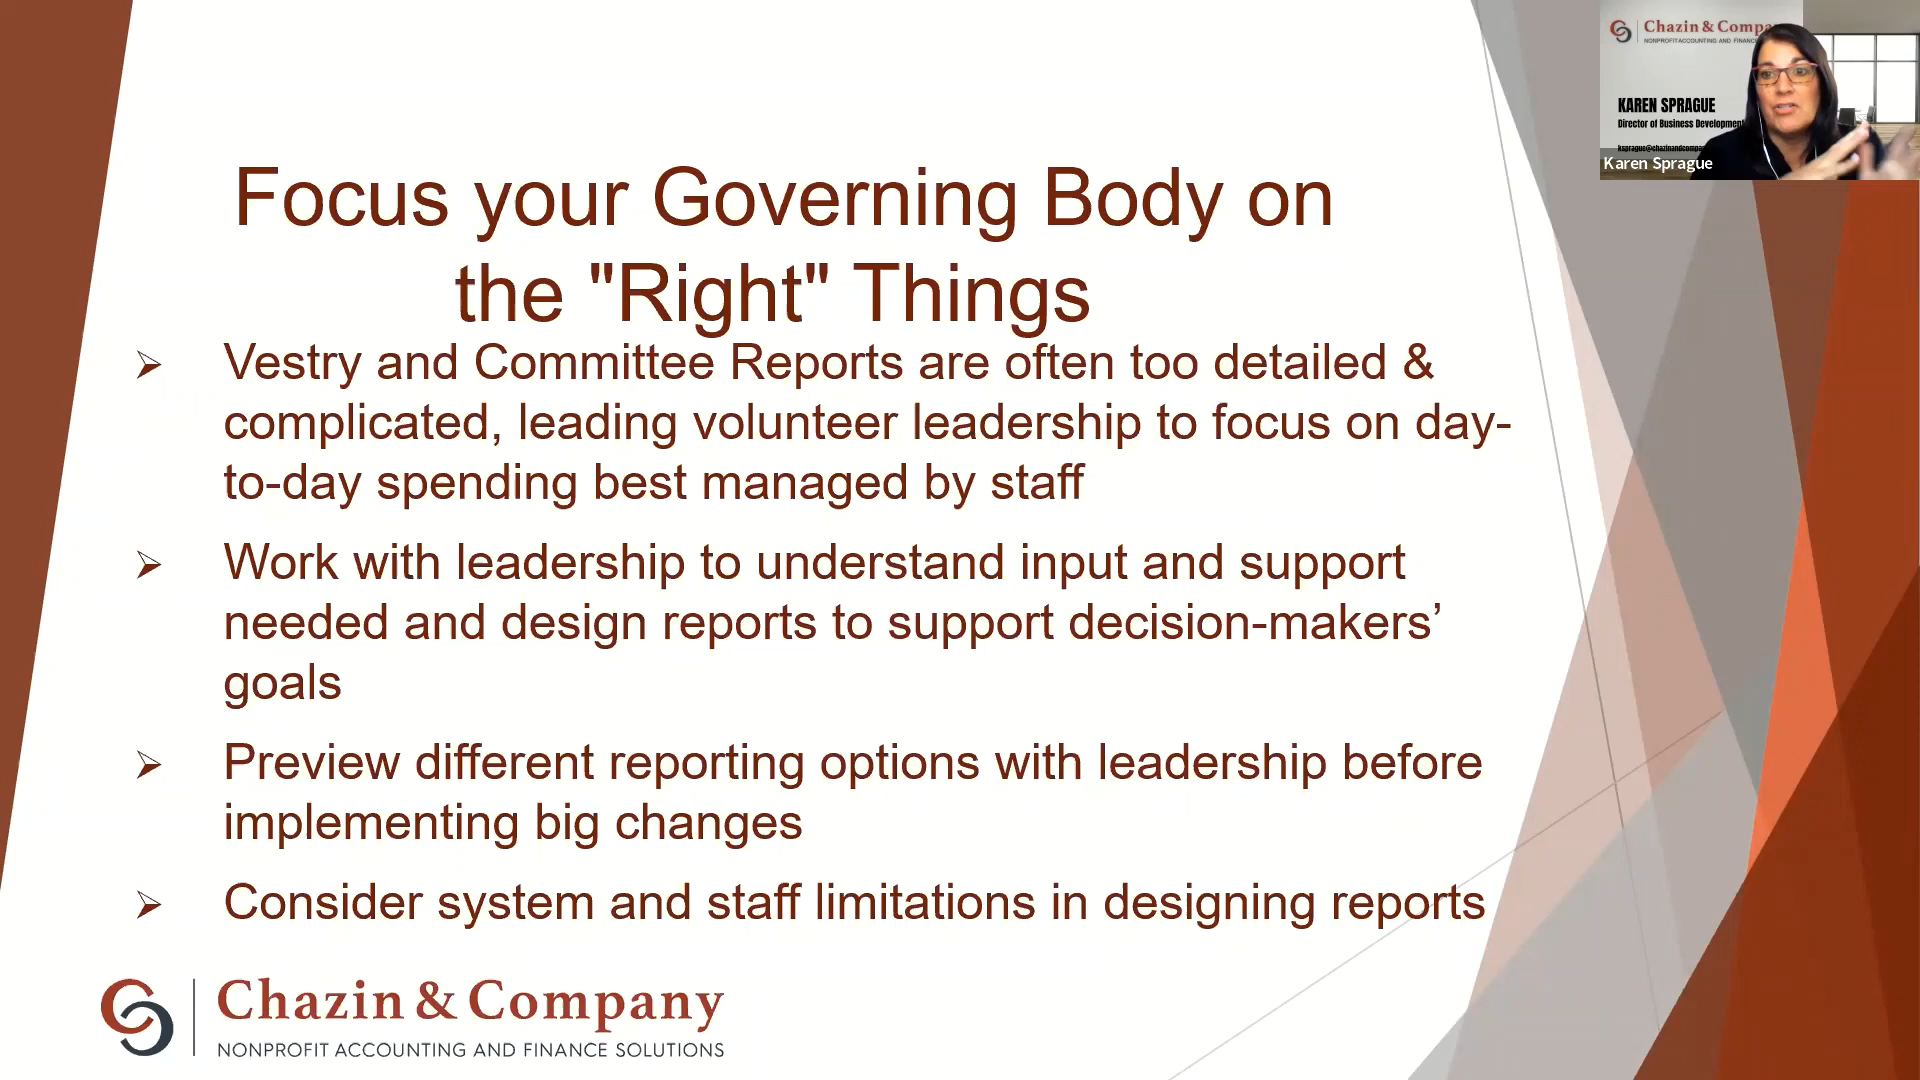 Focus your Governing Body on
the "Right" Things
➢ Vestry and Committee Reports are often too detailed &
complicated, leading volunteer leadership to focus on day-
to-day spending best managed by staff
➢ Work with leadership to understand input and support
needed and design reports to support decision-makers’
goals
➢ Preview different reporting options with leadership before
implementing big changes
➢ Consider system and staff limitations in designing reports
Chazin & Company
NONPROFIT ACCOUNTING AND FINANCE SOLUTIONS
Chazin & Compa
NONPROFIT ACCOUNTING AND FINANCE
KAREN SPRAGUE
Director of Business Development
Karen Sprague